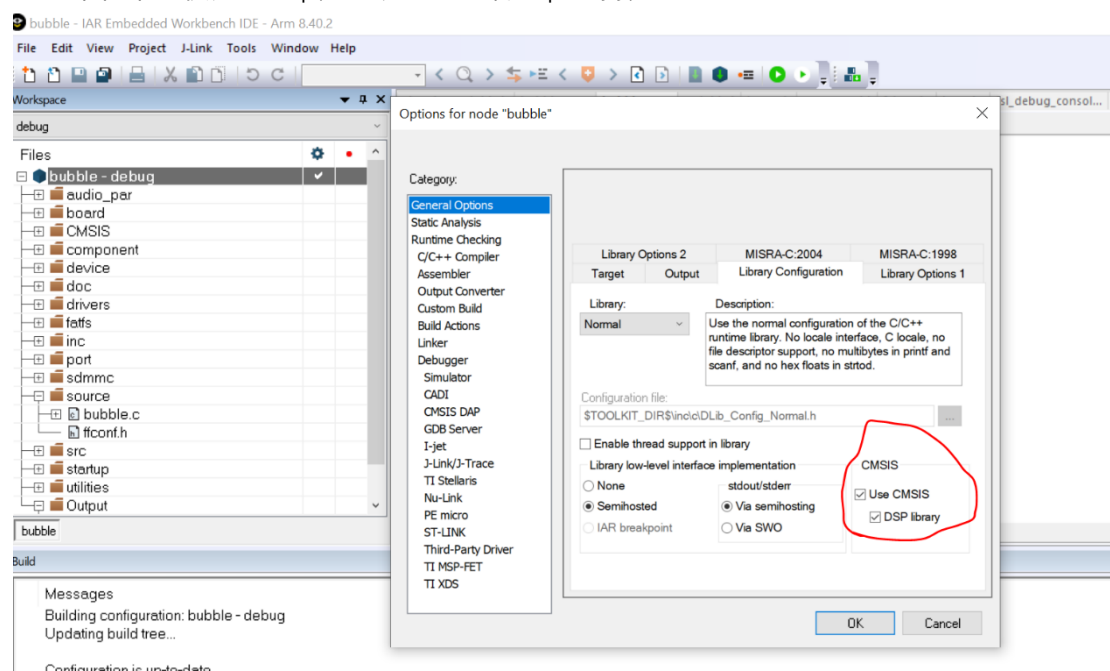 bubble - IAR Embedded Workbench IDE - Arm 8.40.2
File Edit View Project J-Link Tools Window Help
Workspace
debug
Files
bubble - debug
audio_par
board
CMSIS
component
device
doc
drivers
fatfs
inc
port
sdmmc
source
bubble.c
ffconf.h
src
startup
utilities
Output
bubble
sl_debug_consol...
Options for node "bubble"
Category:
General Options
Static Analysis
Runtime Checking
C/C++ Compiler
Assembler
Output Converter
Custom Build
Build Actions
Linker
Debugger
Simulator
CADI
CMSIS DAP
GDB Server
I-jet
J-Link/J-Trace
TI Stellaris
Nu-Link
PE micro
ST-LINK
Third-Party Driver
TI MSP-FET
TI XDS
Library Options 2 MISRA-C:2004 MISRA-C:1998
Target Output Library Configuration Library Options 1
Library: Description:
Normal
Use the normal configuration of the C/C++
runtime library. No locale interface, C locale, no
file descriptor support, no multibytes in printf and
scanf, and no hex floats in strtod.
Configuration file:
$TOOLKIT_DIR$\inc\c\DLib_Config_Normal.h
...
Enable thread support in library
Library low-level interface implementation CMSIS
None stdout/stderr
Use CMSIS
Semihosted Via semihosting
DSP library
IAR breakpoint Via SWO
OK Cancel
Build
Messages
Building configuration: bubble - debug
Updating build tree...
Configuration is up-to-date